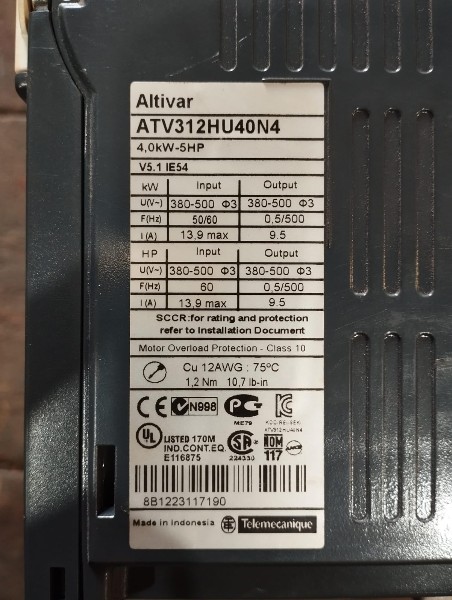 Altivar
ATV312HU40N4
4,0kW-5HP
V5.1 IE54
kW Input Output
U(V~) 380-500 Φ3 380-500 Φ3
F(Hz) 50/60 0,5/500
I (A) 13,9 max 9.5
HP Input Output
U(V~) 380-500 Φ3 380-500 Φ3
F(Hz) 60 0,5/500
I (A) 13,9 max 9.5
SCCR:for rating and protection
refer to Installation Document
Motor Overload Protection - Class 10
Cu 12AWG : 75ºC
1,2 Nm 10,7 lb-in
CE N998 ME79
ATV312HU40N4
UL LISTED 170M
IND.CONT.EQ.
E116875
224330
NOM
117
8B1223117190
Made in Indonesia Telemecanique